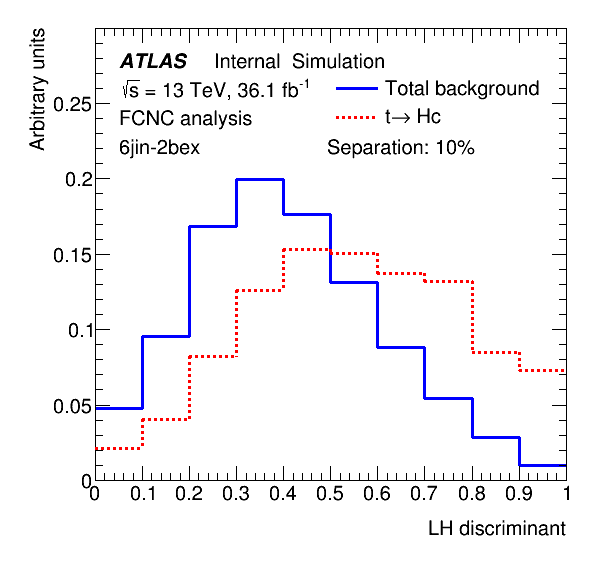 Arbitrary units
ATLAS Internal Simulation
√s = 13 TeV, 36.1 fb⁻¹
FCNC analysis
6jin-2bex
Total background
t→ Hc
Separation: 10%
0.25
0.2
0.15
0.1
0.05
0
0 0.1 0.2 0.3 0.4 0.5 0.6 0.7 0.8 0.9 1
LH discriminant